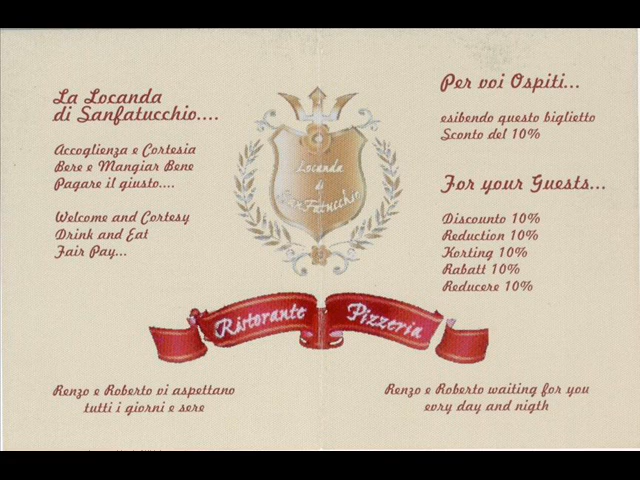 La Locanda
di Sanfatucchio....
Accoglienza e Cortesia
Bere e Mangiar Bene
Pagare il giusto....
Welcome and Cortesy
Drink and Eat
Fair Pay...
Locanda
di
SanFatucchio
Ristorante Pizzeria
Per voi Ospiti...
esibendo questo biglietto
Sconto del 10%
For your Guests...
Discounto 10%
Reduction 10%
Korting 10%
Rabatt 10%
Reducere 10%
Renzo e Roberto vi aspettano
tutti i giorni e sere
Renzo e Roberto waiting for you
evry day and nigth